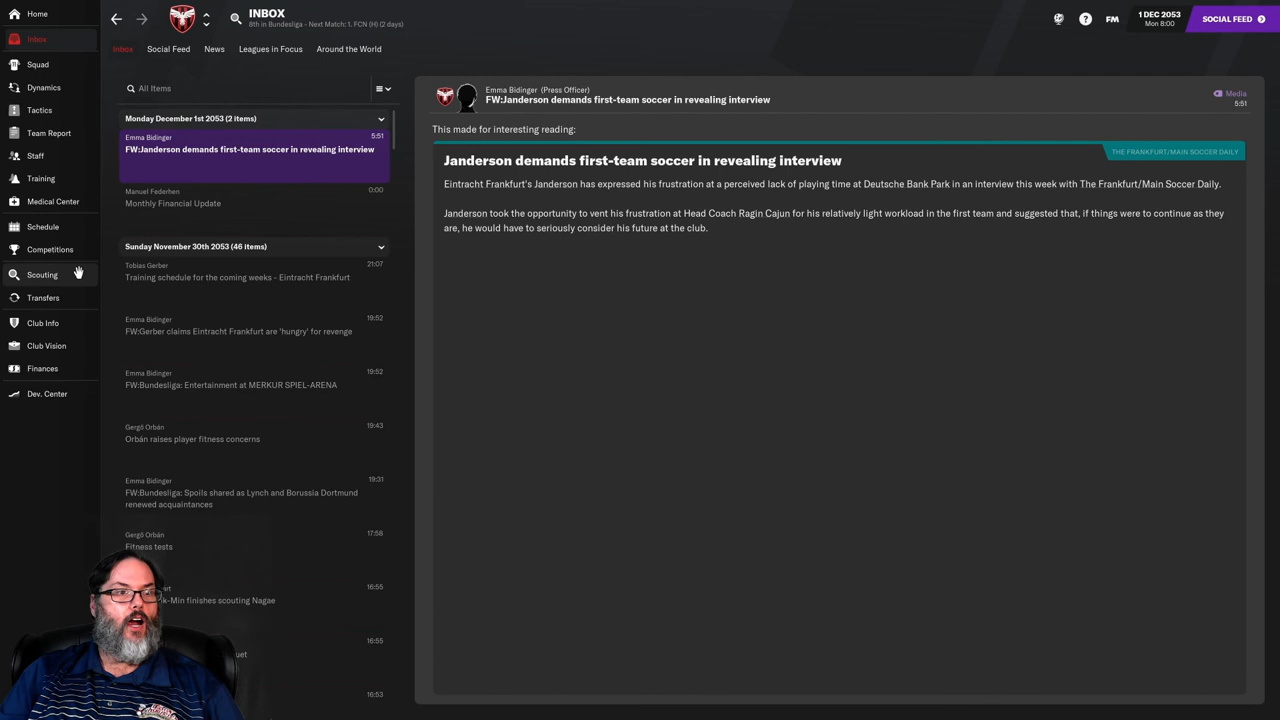 Home
Inbox
Squad
Dynamics
Tactics
Team Report
Staff
Training
Medical Center
Schedule
Competitions
Scouting
Transfers
Club Info
Club Vision
Finances
Dev. Center
INBOX
8th in Bundesliga - Next Match: 1. FCN (H) (2 days)
FM
1 DEC 2053
Mon 8:00
SOCIAL FEED
Inbox
Social Feed
News
Leagues in Focus
Around the World
All Items
Monday December 1st 2053 (2 items)
Emma Bidinger
5:51
FW:Janderson demands first-team soccer in revealing interview
Manuel Federhen
0:00
Monthly Financial Update
Sunday November 30th 2053 (46 items)
Tobias Gerber
21:07
Training schedule for the coming weeks - Eintracht Frankfurt
Emma Bidinger
19:52
FW:Gerber claims Eintracht Frankfurt are 'hungry' for revenge
Emma Bidinger
19:52
FW:Bundesliga: Entertainment at MERKUR SPIEL-ARENA
Gergő Orbán
19:43
Orbán raises player fitness concerns
Emma Bidinger
19:31
FW:Bundesliga: Spoils shared as Lynch and Borussia Dortmund
renewed acquaintances
Gergő Orbán
17:58
Fitness tests
16:55
k-Min finishes scouting Nagae
16:55
16:53
Emma Bidinger (Press Officer)
FW:Janderson demands first-team soccer in revealing interview
Media
5:51
This made for interesting reading:
THE FRANKFURT/MAIN SOCCER DAILY
Janderson demands first-team soccer in revealing interview
Eintracht Frankfurt's Janderson has expressed his frustration at a perceived lack of playing time at Deutsche Bank Park in an interview this week with The Frankfurt/Main Soccer Daily.
Janderson took the opportunity to vent his frustration at Head Coach Ragin Cajun for his relatively light workload in the first team and suggested that, if things were to continue as they
are, he would have to seriously consider his future at the club.